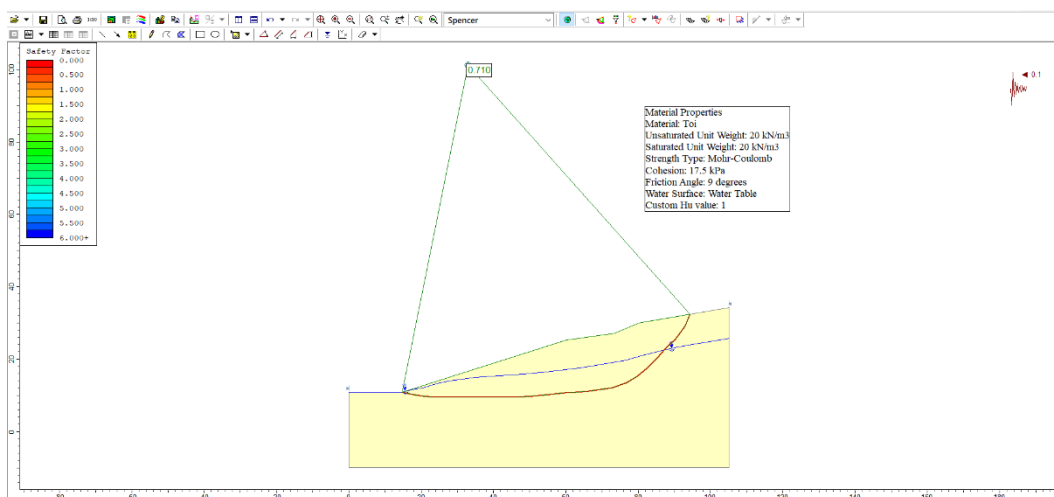 Spencer
Safety Factor
0.000
0.500
1.000
1.500
2.000
2.500
3.000
3.500
4.000
4.500
5.000
5.500
6.000+
0.710
0.1
Material Properties
Material: Toi
Unsaturated Unit Weight: 20 kN/m3
Saturated Unit Weight: 20 kN/m3
Strength Type: Mohr-Coulomb
Cohesion: 17.5 kPa
Friction Angle: 9 degrees
Water Surface: Water Table
Custom Hu value: 1
100
80
60
40
20
0
0
20
40
60
80
100
120
140
160